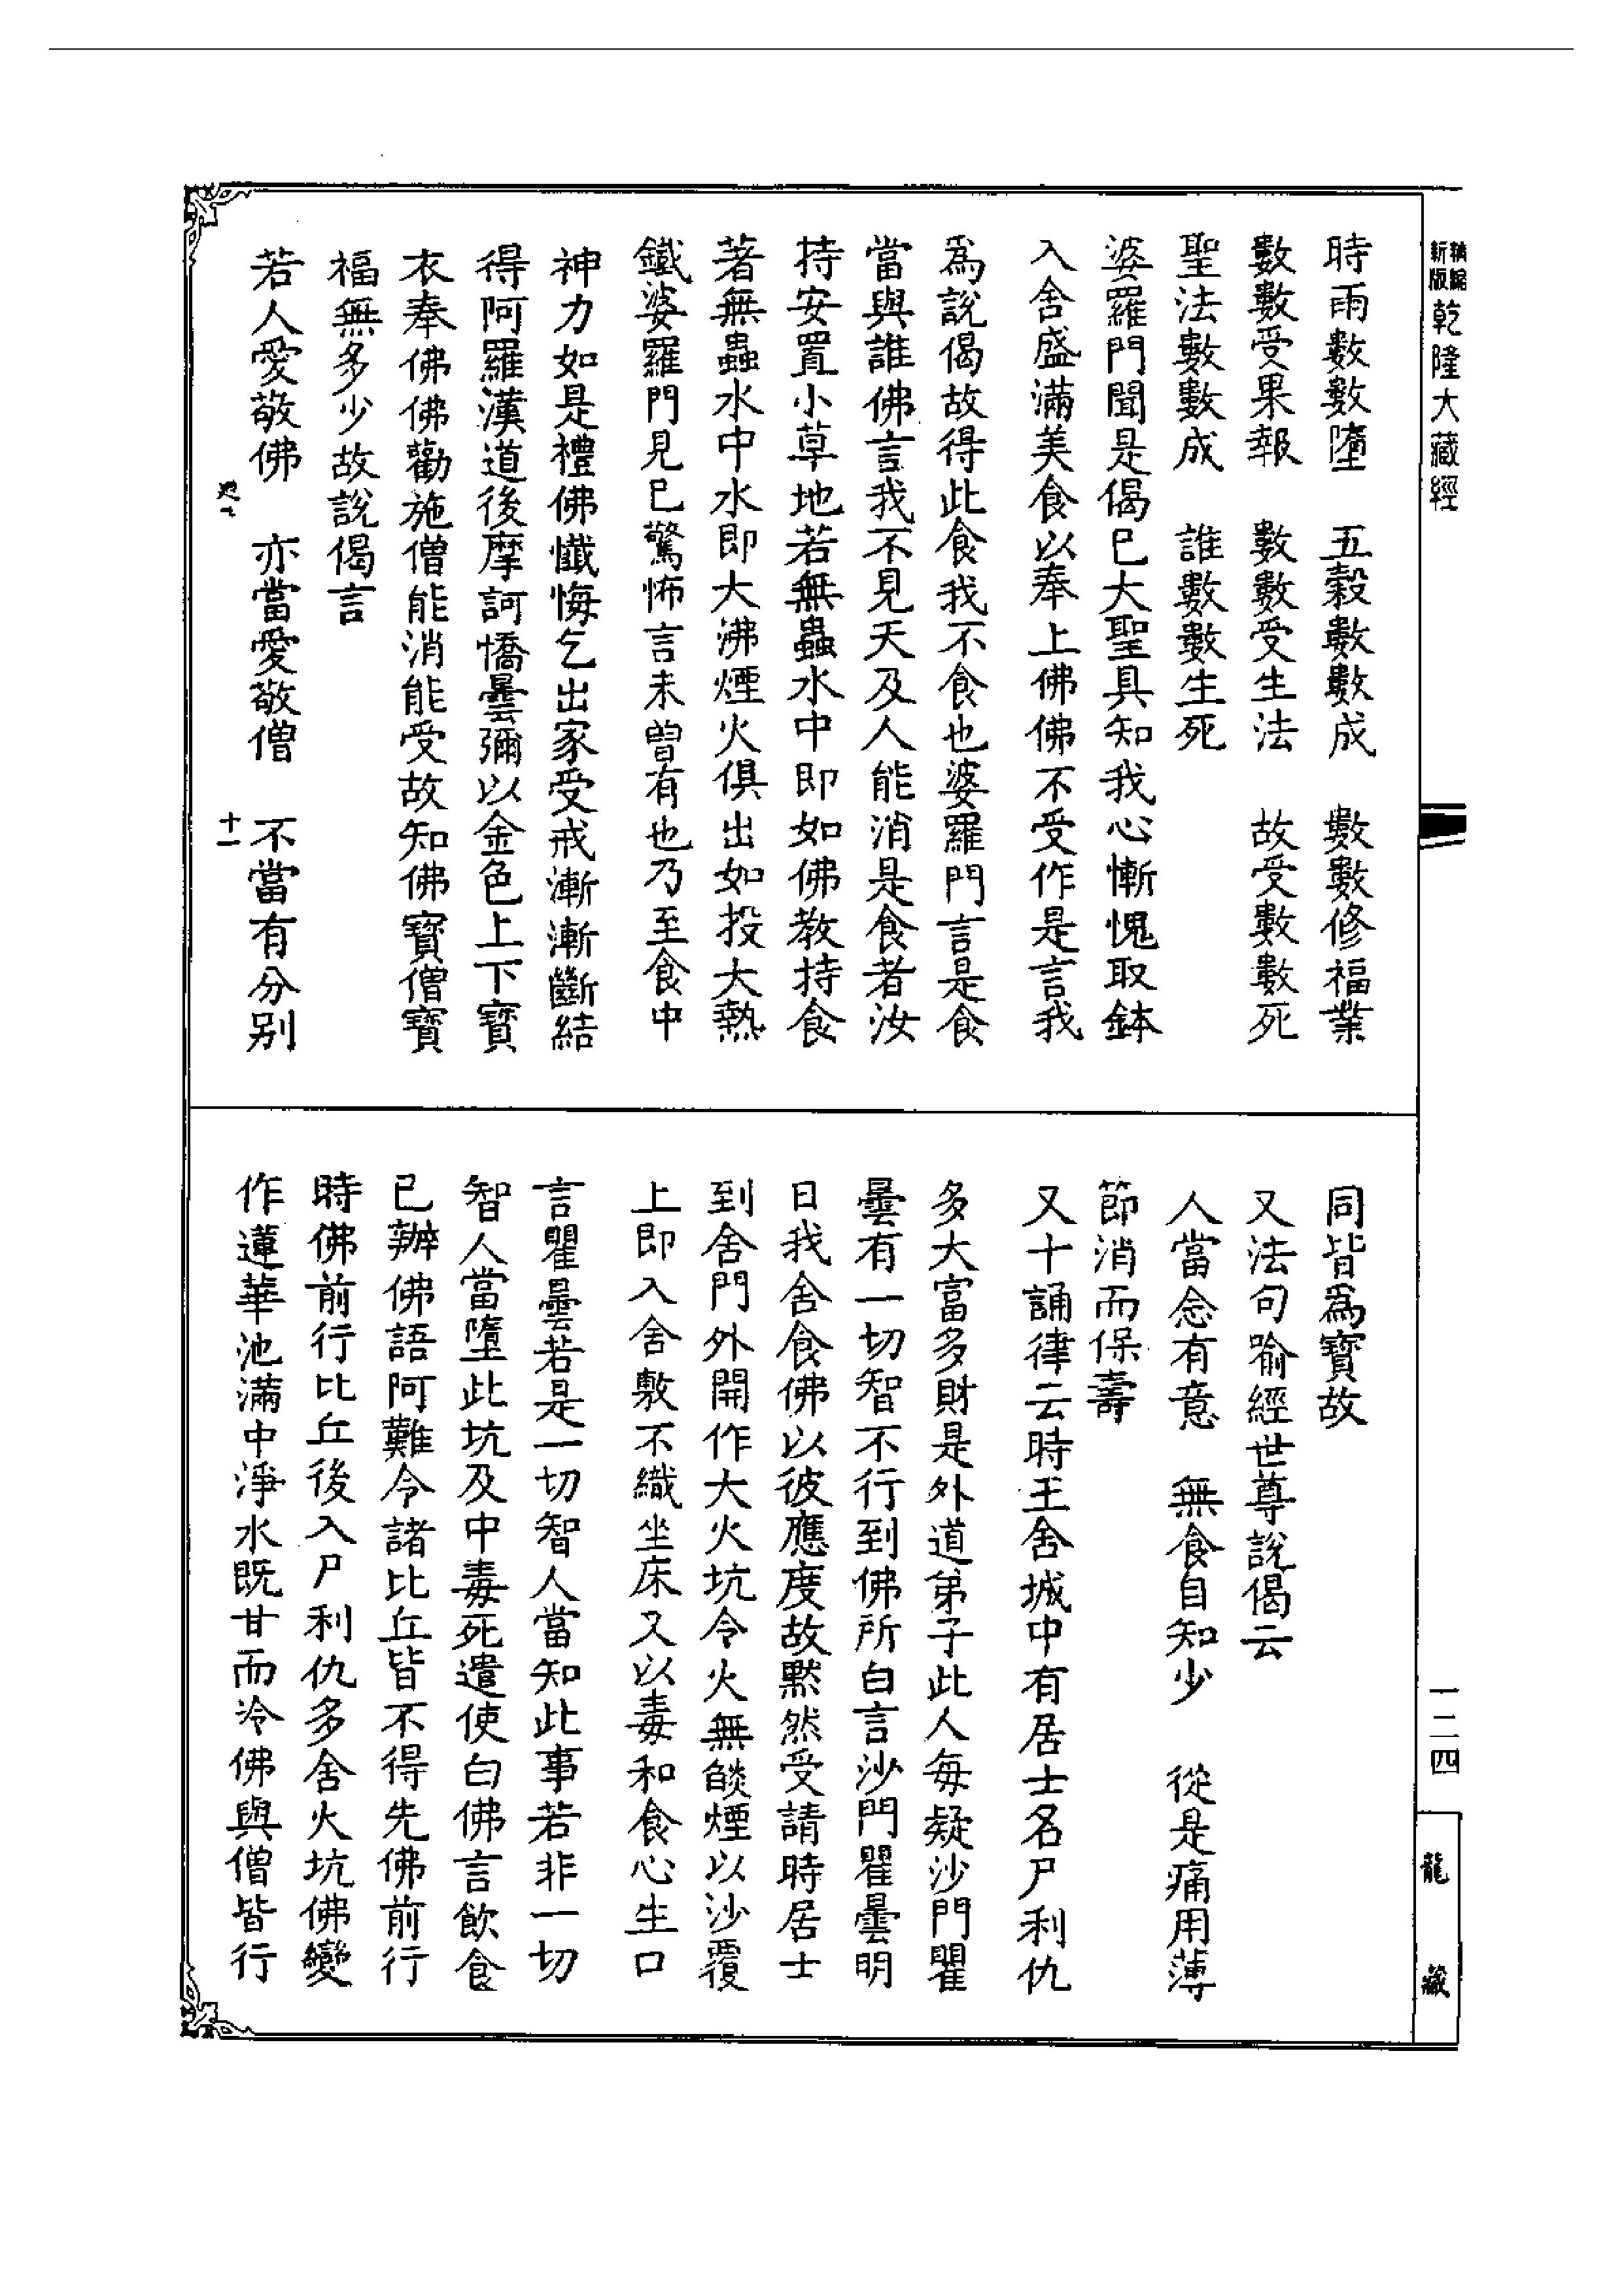 精縮
新版
乾隆大藏經
時雨數數墮　五穀數數成　數數修福業
數數受果報　數數受生法　故受數數死
聖法數數成　誰數數生死
婆羅門聞是偈已大聖具知我心慚愧取鉢
入舍盛滿美食以奉上佛佛不受作是言我
爲說偈故得此食我不食也婆羅門言是食
當與誰佛言我不見天及人能消是食者汝
持安置小草地若無蟲水中即如佛教持食
著無蟲水中水即大沸煙火俱出如投大熱
鐵婆羅門見已驚怖言未曾有也乃至食中
神力如是禮佛懺悔乞出家受戒漸漸斷結
得阿羅漢道後摩訶憍曇彌以金色上下寶
衣奉佛佛勸施僧能消能受故知佛寶僧寶
福無多少故說偈言
若人愛敬佛　亦當愛敬僧　不當有分别
十一
同皆爲寶故
又法句喻經世尊說偈云
人當念有意　無食自知少　從是痛用薄
節消而保壽
又十誦律云時王舍城中有居士名尸利仇
多大富多財是外道弟子此人每疑沙門瞿
曇有一切智不行到佛所白言沙門瞿曇明
日我舍食佛以彼應度故默然受請時居士
到舍門外開作大火坑令火無燄煙以沙覆
上即入舍敷不織坐床又以毒和食心生口
言瞿曇若是一切智人當知此事若非一切
智人當墮此坑及中毒死遣使白佛言飲食
已辦佛語阿難令諸比丘皆不得先佛前行
時佛前行比丘後入尸利仇多舍火坑佛變
作蓮華池滿中淨水既甘而冷佛與僧皆行
一二四
龍藏